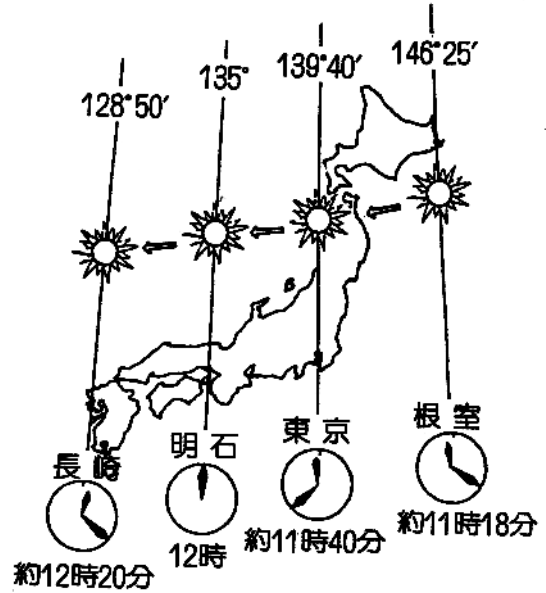 128°50′
135°
139°40′
146°25′
長崎
明石
東京
根室
約12時20分
12時
約11時40分
約11時18分